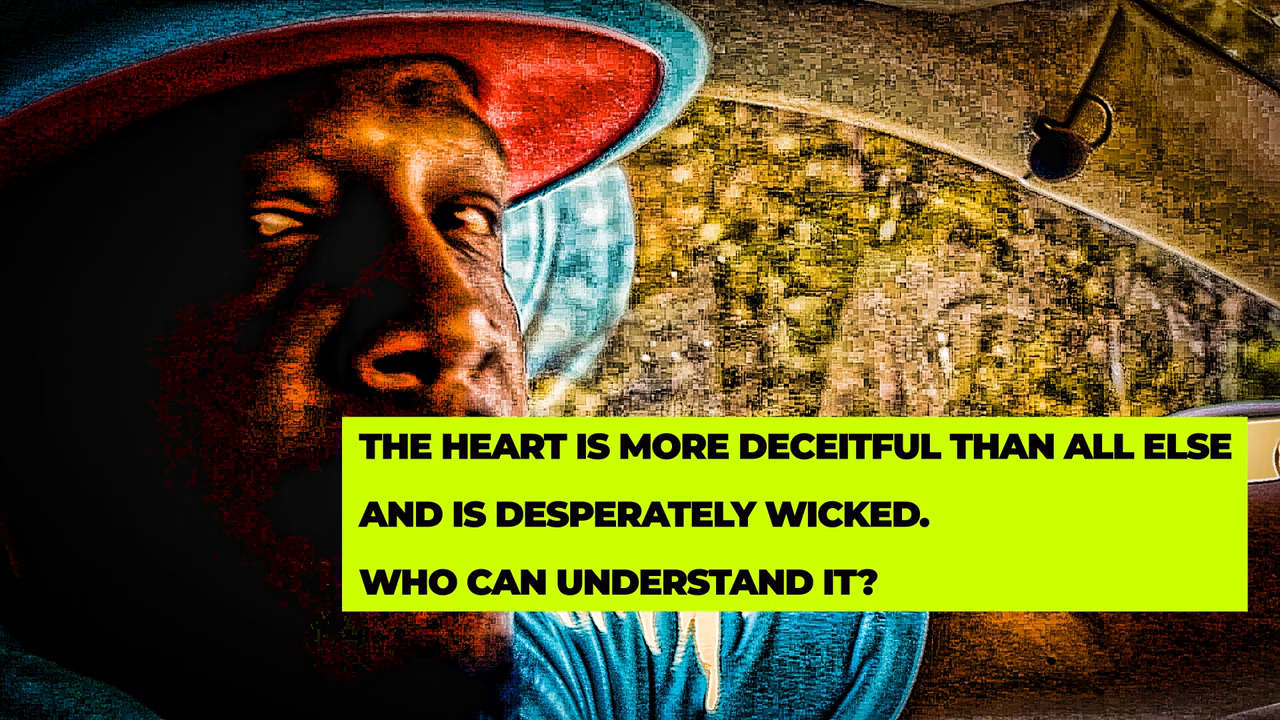 THE HEART IS MORE DECEITFUL THAN ALL ELSE
AND IS DESPERATELY WICKED.
WHO CAN UNDERSTAND IT?